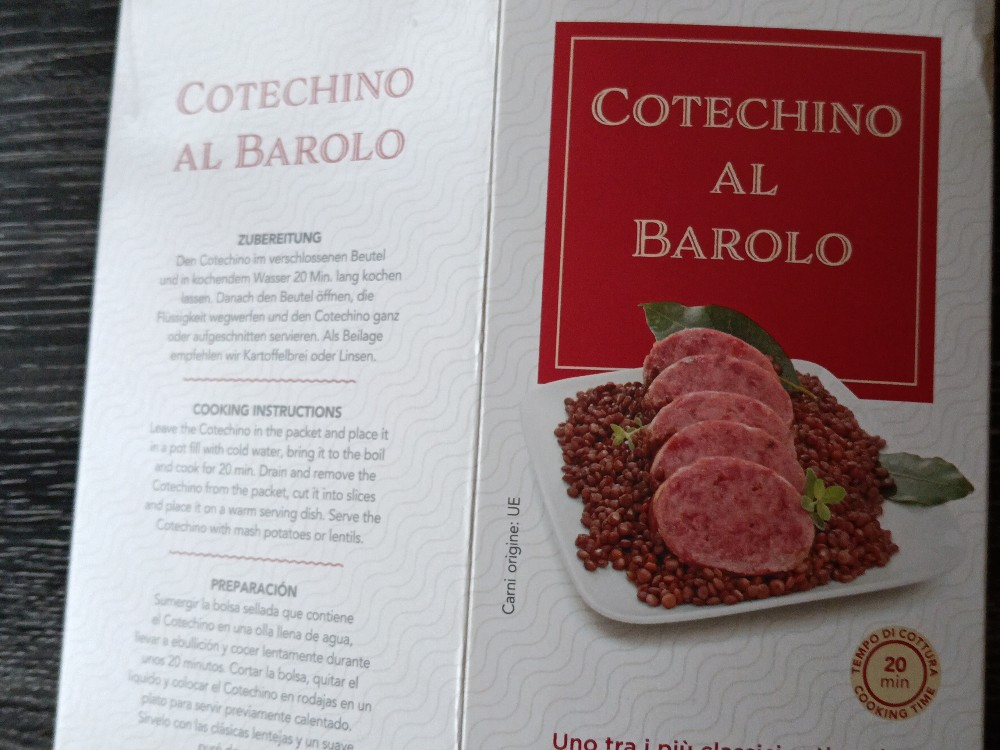 COTECHINO
AL BAROLO
ZUBEREITUNG
Den Cotechino im verschlossenen Beutel
und in kochendem Wasser 20 Min. lang kochen
lassen. Danach den Beutel öffnen, die
Flüssigkeit wegwerfen und den Cotechino ganz
oder aufgeschnitten servieren. Als Beilage
empfehlen wir Kartoffelbrei oder Linsen.
COOKING INSTRUCTIONS
Leave the Cotechino in the packet and place it
in a pot fill with cold water, bring it to the boil
and cook for 20 min. Drain and remove the
Cotechino from the packet, cut it into slices
and place it on a warm serving dish. Serve the
Cotechino with mash potatoes or lentils.
PREPARACIÓN
Sumergir la bolsa sellada que contiene
el Cotechino en una olla llena de agua,
llevar a ebullición y cocer lentamente durante
unos 20 minutos. Cortar la bolsa, quitar el
líquido y colocar el Cotechino en rodajas en un
plato para servir previamente calentado.
Sírvelo con las clásicas lentejas y un suave
COTECHINO
AL
BAROLO
Carni origine: UE
TEMPO DI COTTURA
20
min
COOKING TIME
Uno tra i più classici